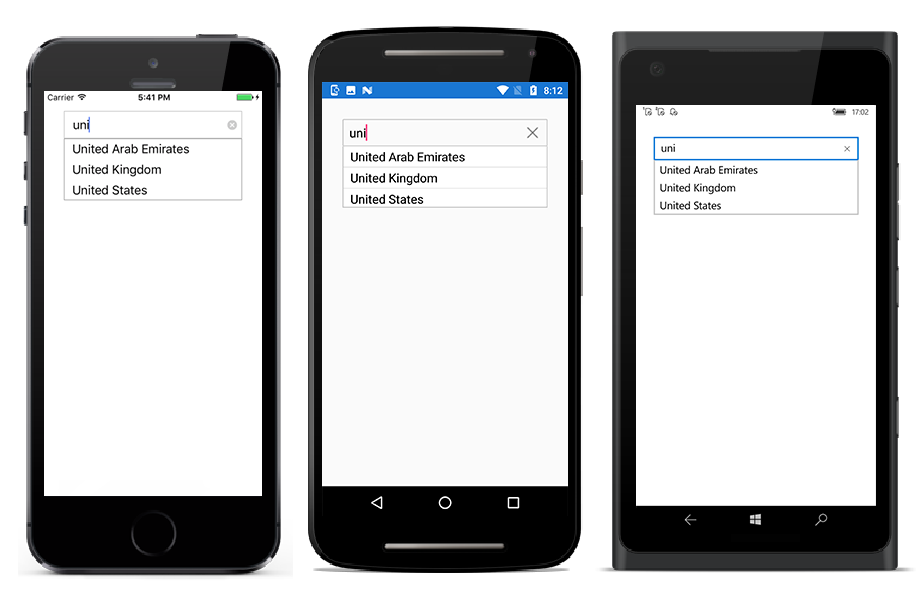 Carrier 5:41 PM
uni
United Arab Emirates
United Kingdom
United States
8:12
uni
United Arab Emirates
United Kingdom
United States
17:02
uni
United Arab Emirates
United Kingdom
United States